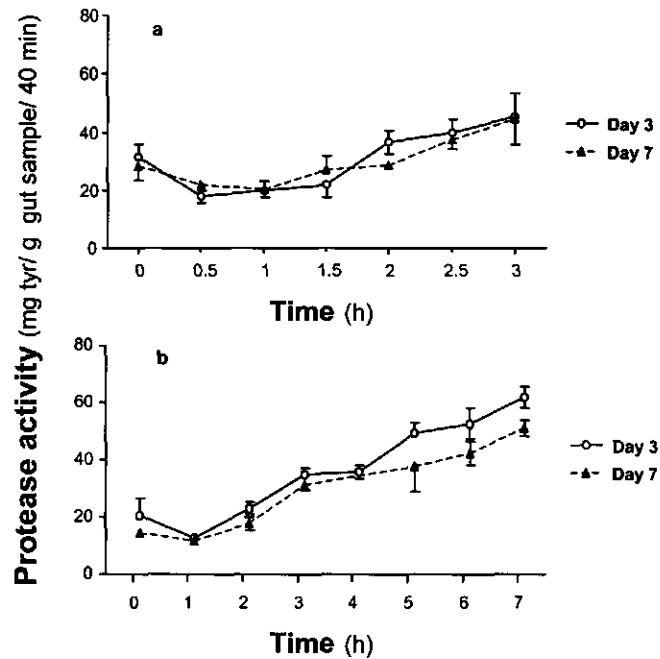 Protease activity (mg tyr/ g gut sample/ 40 min)
80
a
60
40
20
0
0 0.5 1 1.5 2 2.5 3
Time (h)
Day 3
Day 7
80
b
60
40
20
0
0 1 2 3 4 5 6 7
Time (h)
Day 3
Day 7